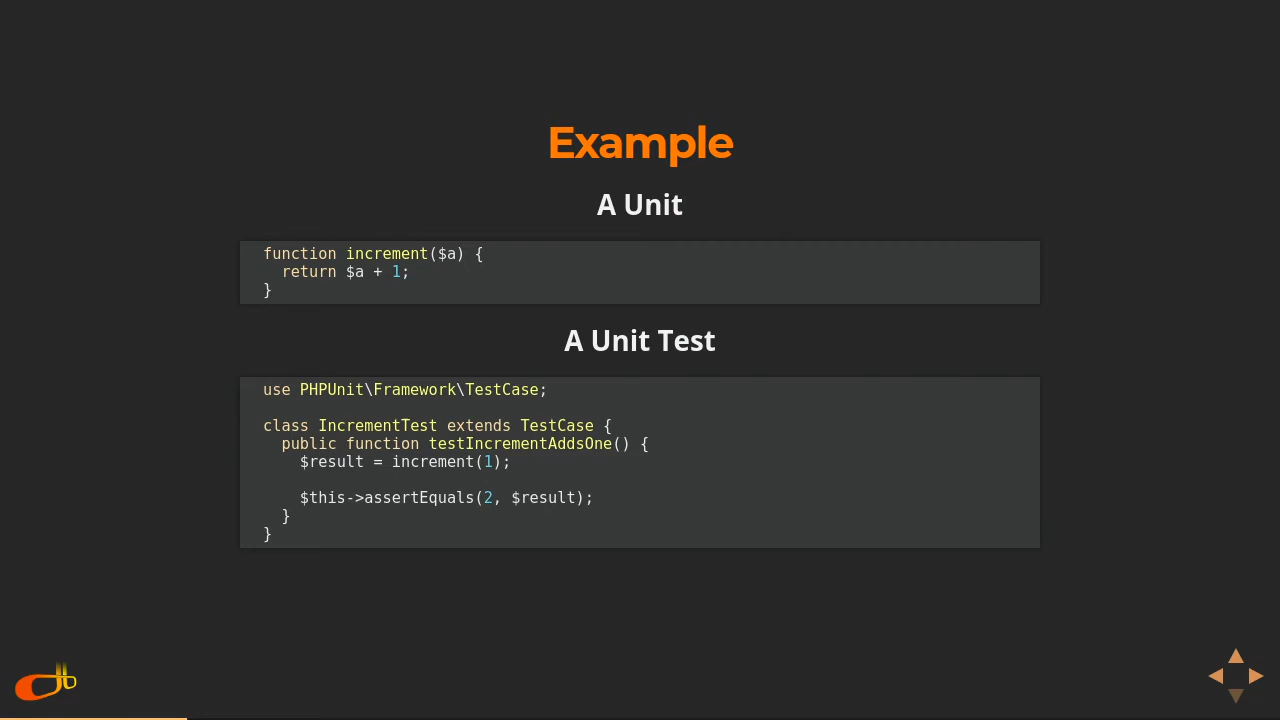 Example
A Unit
function increment($a) {
  return $a + 1;
}
A Unit Test
use PHPUnit\Framework\TestCase;

class IncrementTest extends TestCase {
  public function testIncrementAddsOne() {
    $result = increment(1);

    $this->assertEquals(2, $result);
  }
}